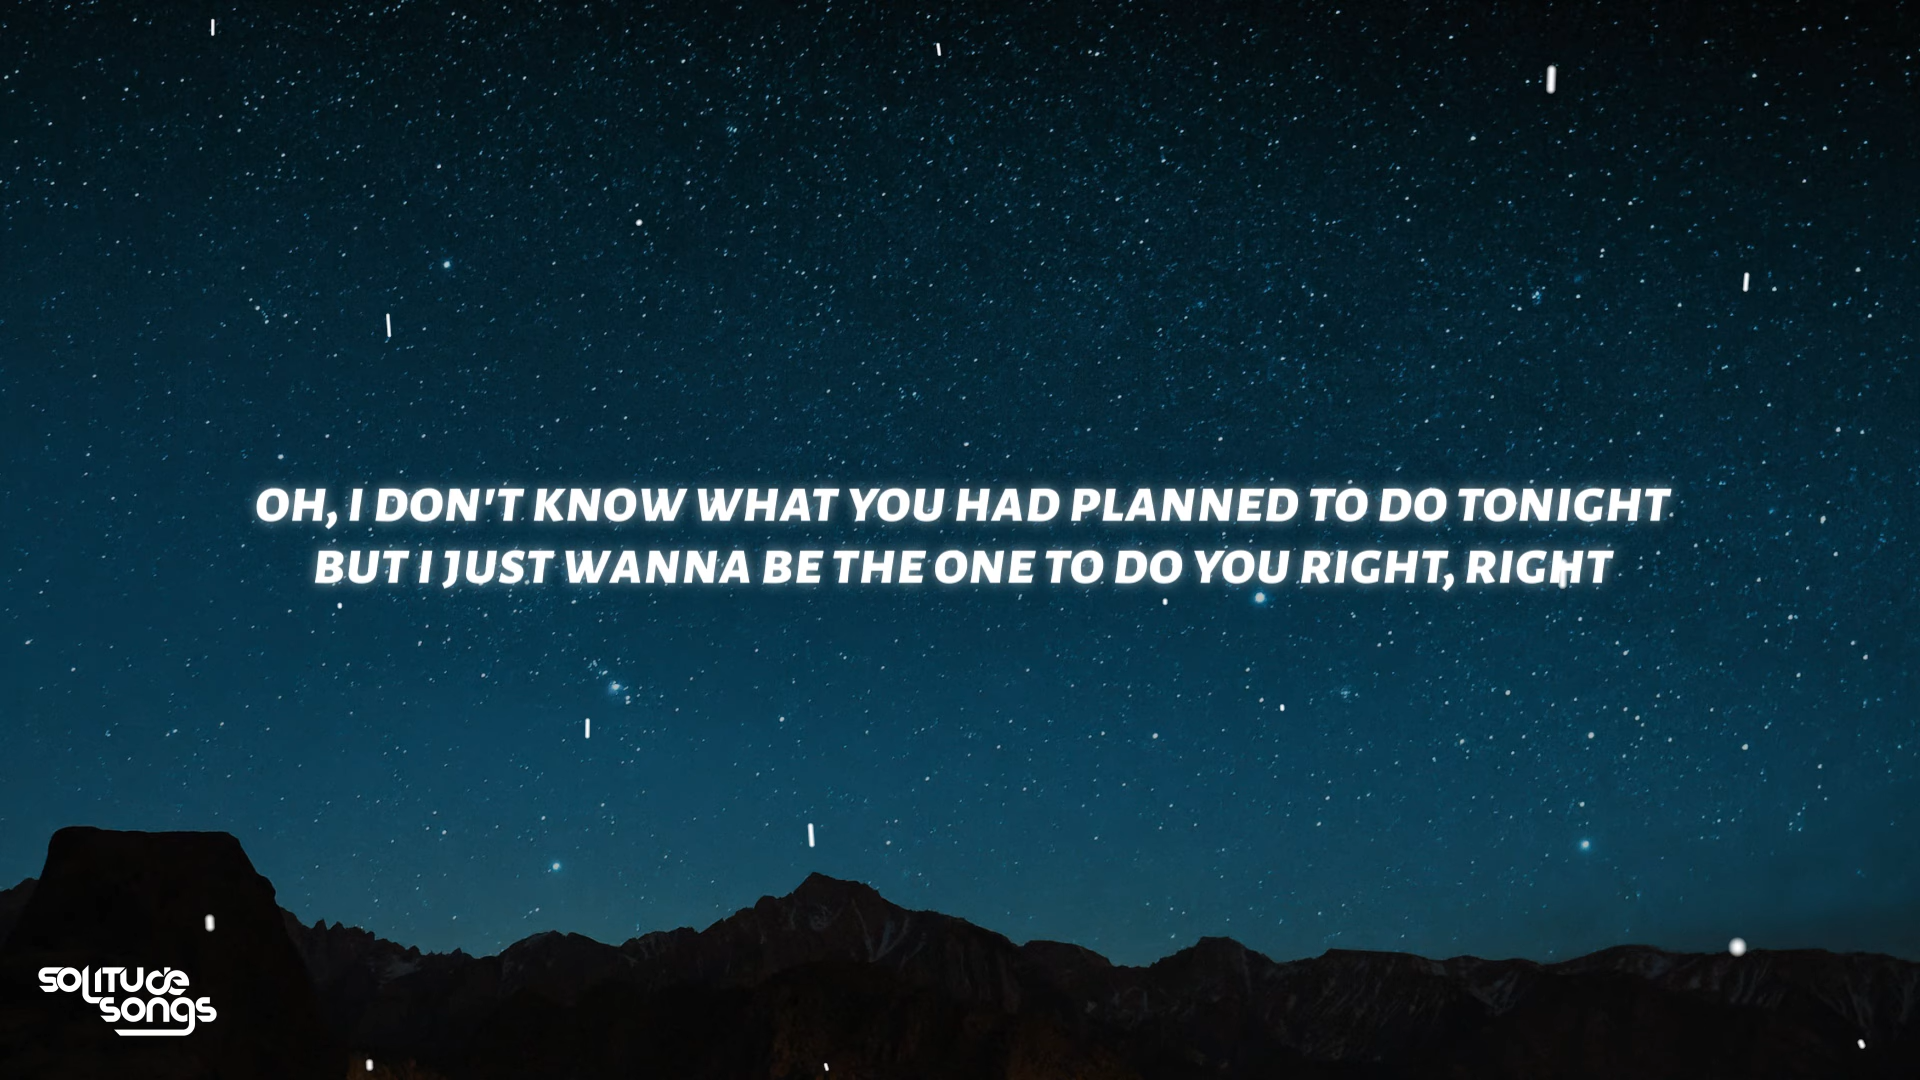 OH, I DON'T KNOW WHAT YOU HAD PLANNED TO DO TONIGHT
BUT I JUST WANNA BE THE ONE TO DO YOU RIGHT, RIGHT
solitude
songs